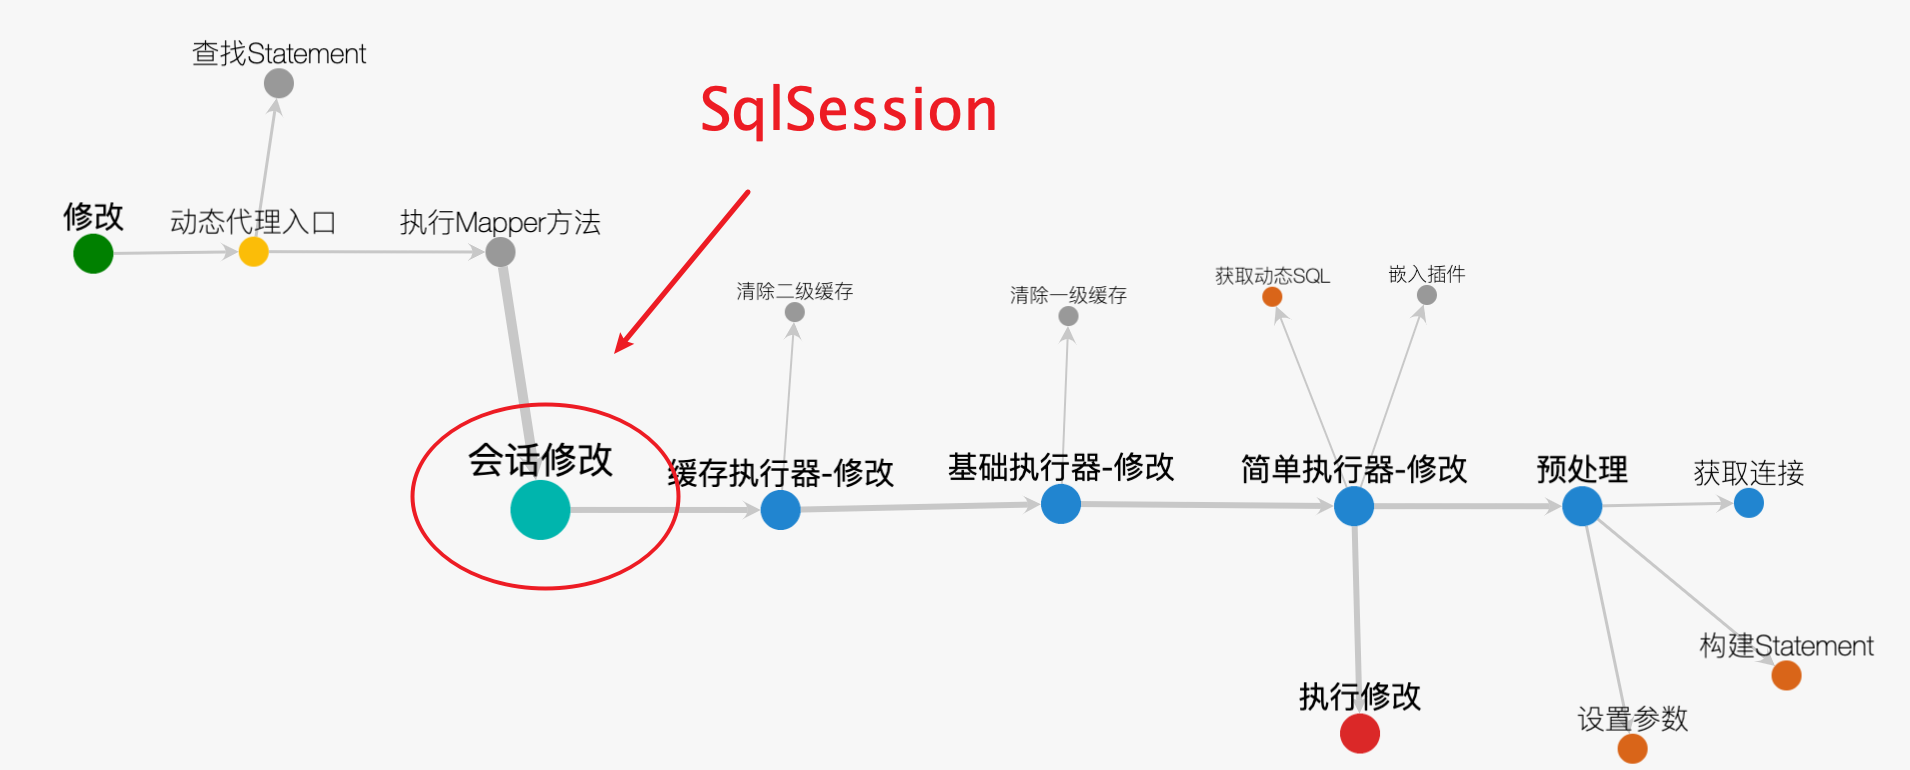 查找Statement
SqlSession
修改
动态代理入口
执行Mapper方法
清除二级缓存
清除一级缓存
获取动态SQL
嵌入插件
会话修改
缓存执行器-修改
基础执行器-修改
简单执行器-修改
预处理
获取连接
构建Statement
执行修改
设置参数